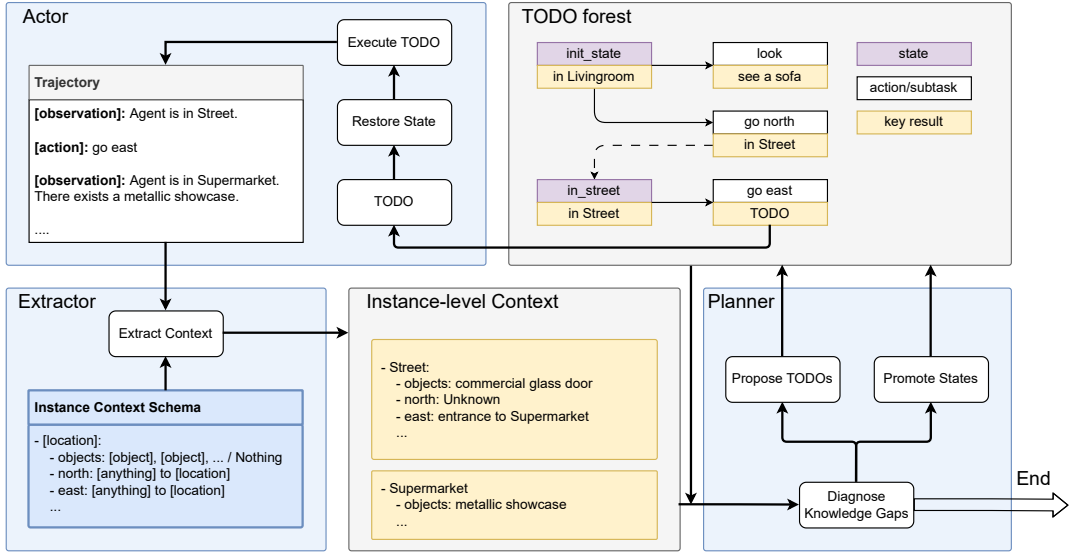 Actor
Execute TODO
Trajectory
[observation]: Agent is in Street.
[action]: go east
[observation]: Agent is in Supermarket.
There exists a metallic showcase.
....
Restore State
TODO
TODO forest
init_state
in Livingroom
look
see a sofa
go north
in Street
in_street
in Street
go east
TODO
state
action/subtask
key result
Extractor
Extract Context
Instance Context Schema
- [location]:
- objects: [object], [object], ... / Nothing
- north: [anything] to [location]
- east: [anything] to [location]
...
Instance-level Context
- Street:
- objects: commercial glass door
- north: Unknown
- east: entrance to Supermarket
...
- Supermarket
- objects: metallic showcase
...
Planner
Propose TODOs
Promote States
Diagnose
Knowledge Gaps
End